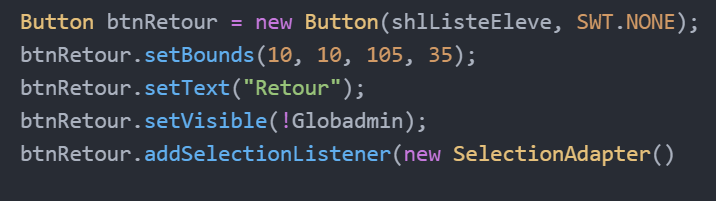 Button btnRetour = new Button(shlListeEleve, SWT.NONE);
btnRetour.setBounds(10, 10, 105, 35);
btnRetour.setText("Retour");
btnRetour.setVisible(!Globadmin);
btnRetour.addSelectionListener(new SelectionAdapter()